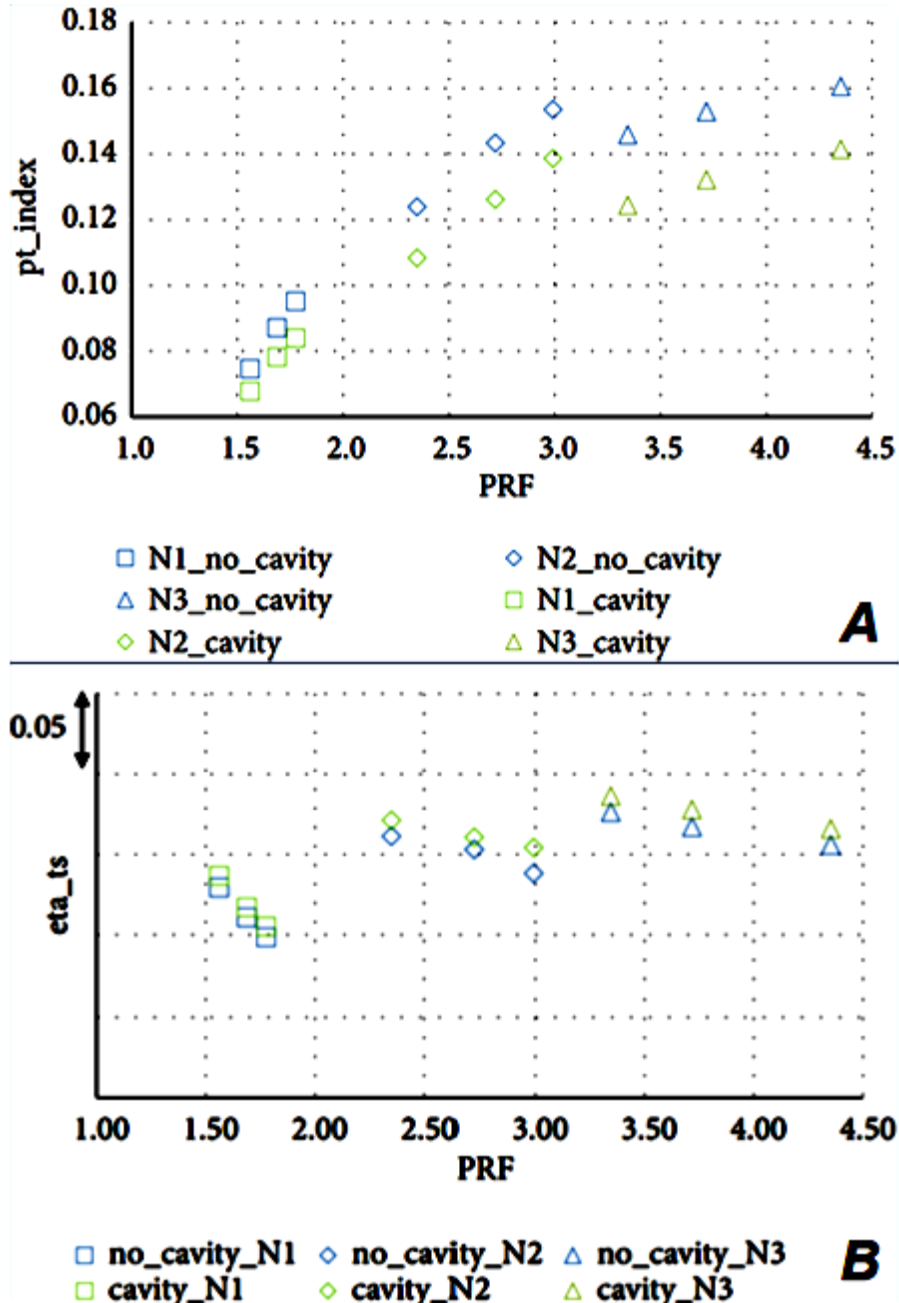 0.18
0.16
0.14
0.12
0.10
0.08
0.06
pt_index
1.0 1.5 2.0 2.5 3.0 3.5 4.0 4.5
PRF
N1_no_cavity N2_no_cavity
N3_no_cavity N1_cavity
N2_cavity N3_cavity
A
0.05
eta_ts
1.00 1.50 2.00 2.50 3.00 3.50 4.00 4.50
PRF
no_cavity_N1 no_cavity_N2 no_cavity_N3
cavity_N1 cavity_N2 cavity_N3
B